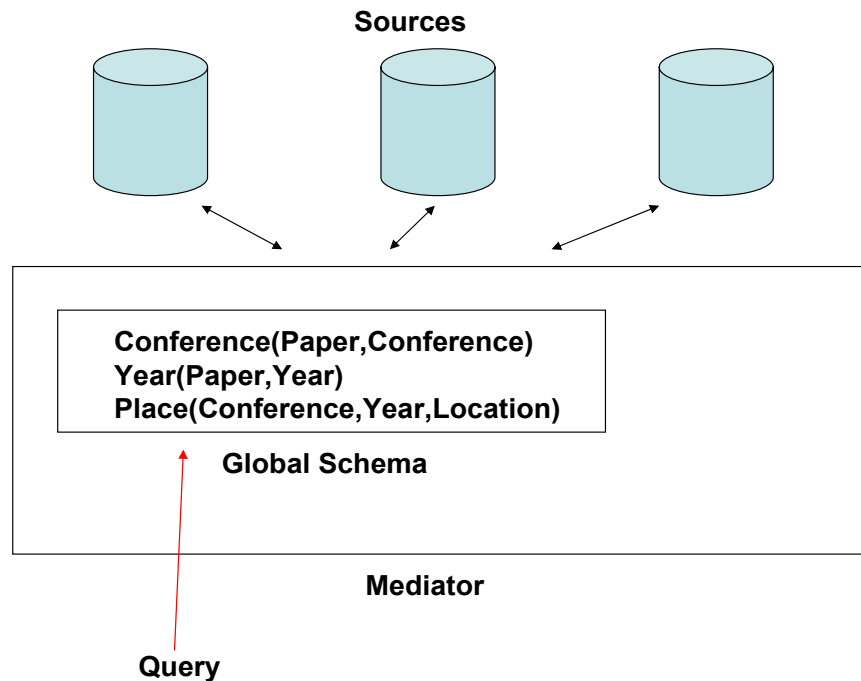 Sources
Conference(Paper,Conference)
Year(Paper,Year)
Place(Conference,Year,Location)
Global Schema
Mediator
Query